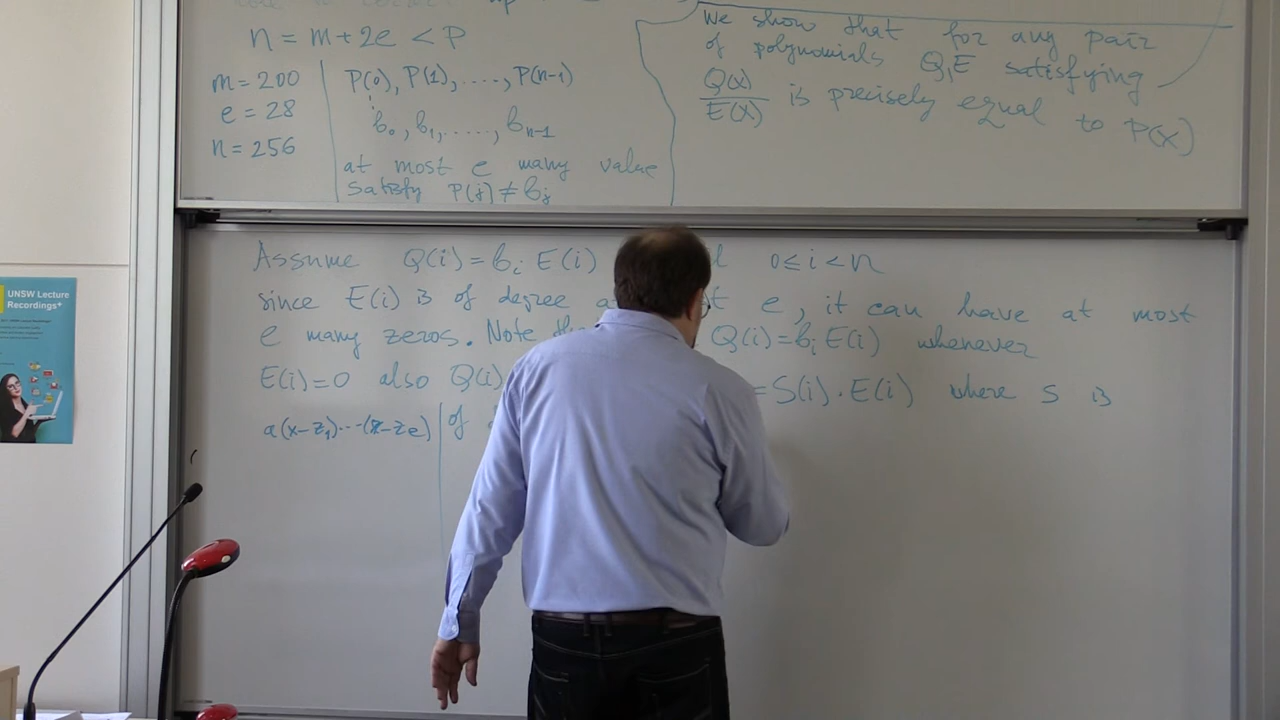 n = m + 2e < P
m = 200
e = 28
n = 256
P(0), P(1), ...., P(n-1)
b₀, b₁, ....., bₙ₋₁
at most e many value
satisfy P(j) ≠ bⱼ
We show that for any pair
of polynomials Q, E satisfying
Q(x)/E(x) is precisely equal to P(x)
Assume Q(i) = bᵢ E(i) 0 ≤ i < n
since E(i) is of degree e, it can have at most
e many zeros. Note Q(i) = bᵢ E(i) whenever
E(i) = 0 also Q(i) = S(i) · E(i) where S is
a(x-z₁)···(x-zₑ) of
UNSW Lecture
Recordings+